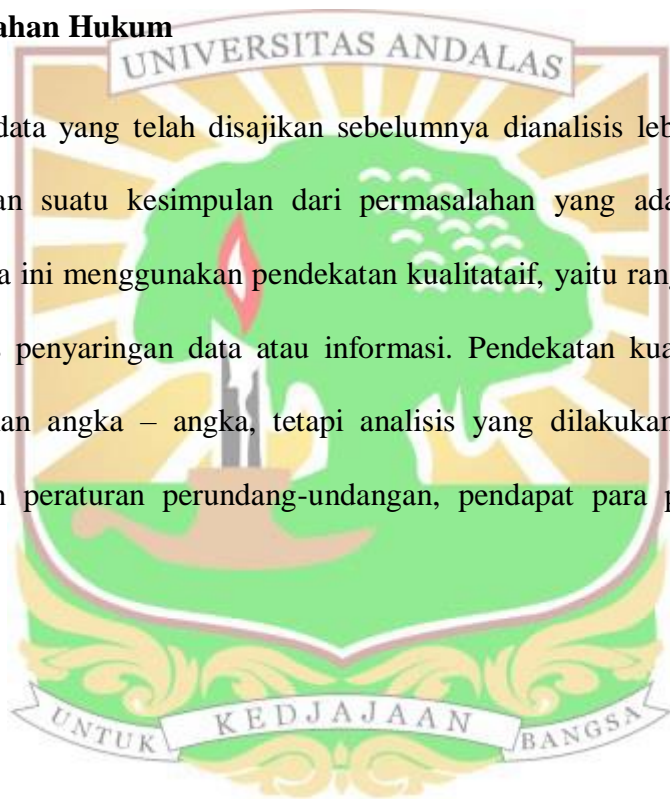 ahan Hukum
UNIVERSITAS ANDALAS
data yang telah disajikan sebelumnya dianalisis leb
an suatu kesimpulan dari permasalahan yang ada
a ini menggunakan pendekatan kualitataif, yaitu rang
penyaringan data atau informasi. Pendekatan kua
an angka – angka, tetapi analisis yang dilakukan
peraturan perundang-undangan, pendapat para p
UNTUK KEDJAJAAN BANGSA